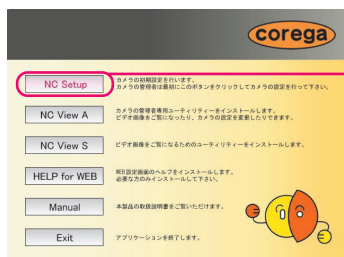 corega
NC Setup
カメラの初期設定を行います。
カメラの管理者は最初にこのボタンをクリックしてカメラの設定を行って下さい。
NC View A
カメラの管理者専用ユーティリティーをインストールします。
ビデオ画像をご覧になったり、カメラの設定を変更したりできます。
NC View S
ビデオ画像をご覧になるためのユーティリティーをインストールします。
HELP for WEB
WEB設定画面のヘルプをインストールします。
必要な方のみインストールして下さい。
Manual
本製品の取扱説明書をご覧いただけます。
Exit
アプリケーションを終了します。